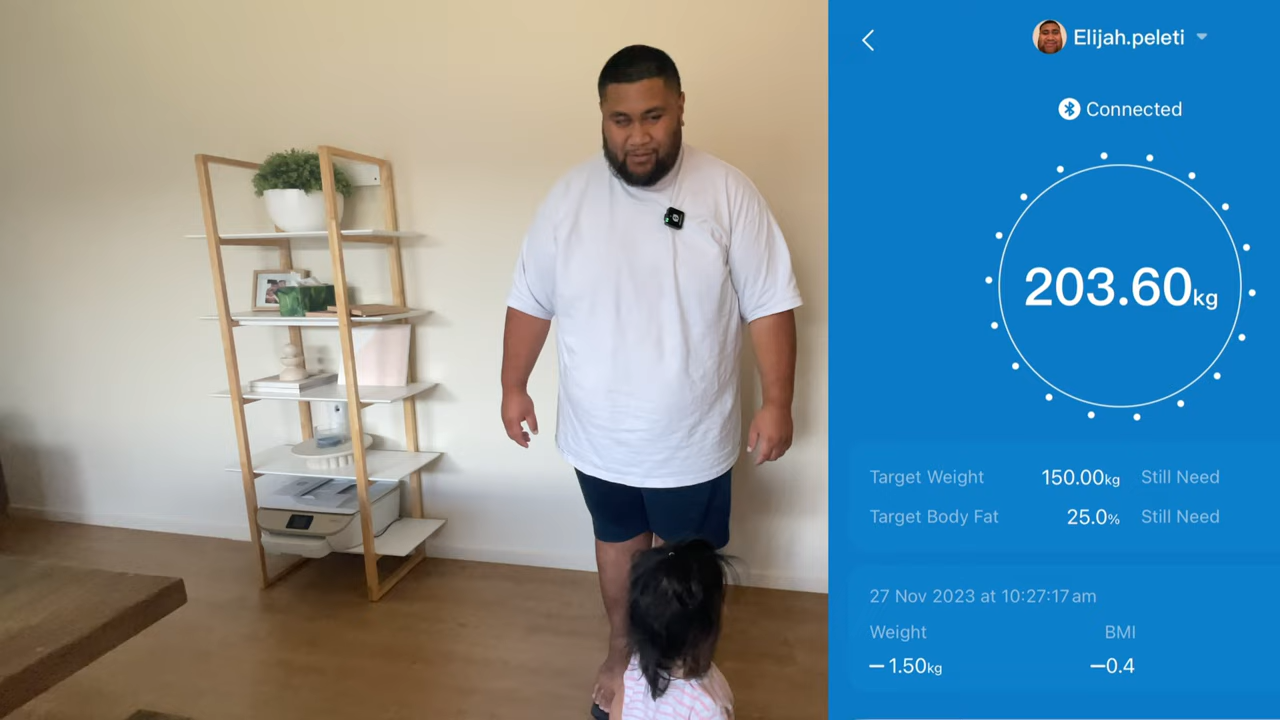 Elijah.peleti
Connected
203.60kg
Target Weight 150.00kg Still Need
Target Body Fat 25.0% Still Need
27 Nov 2023 at 10:27:17 am
Weight BMI
−1.50kg −0.4